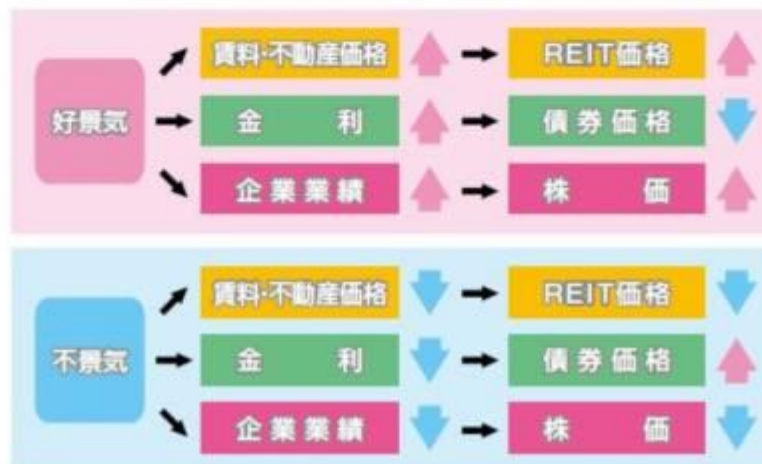 賃料・不動産価格 REIT価格
好景気 金利 債券価格
企業業績 株価
賃料・不動産価格 REIT価格
不景気 金利 債券価格
企業業績 株価